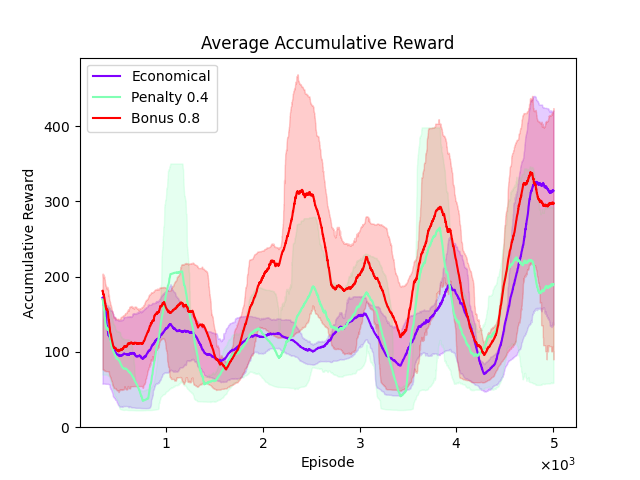 Average Accumulative Reward
Economical
Penalty 0.4
Bonus 0.8
Accumulative Reward
400
300
200
100
0
1 2 3 4 5
Episode
×10³